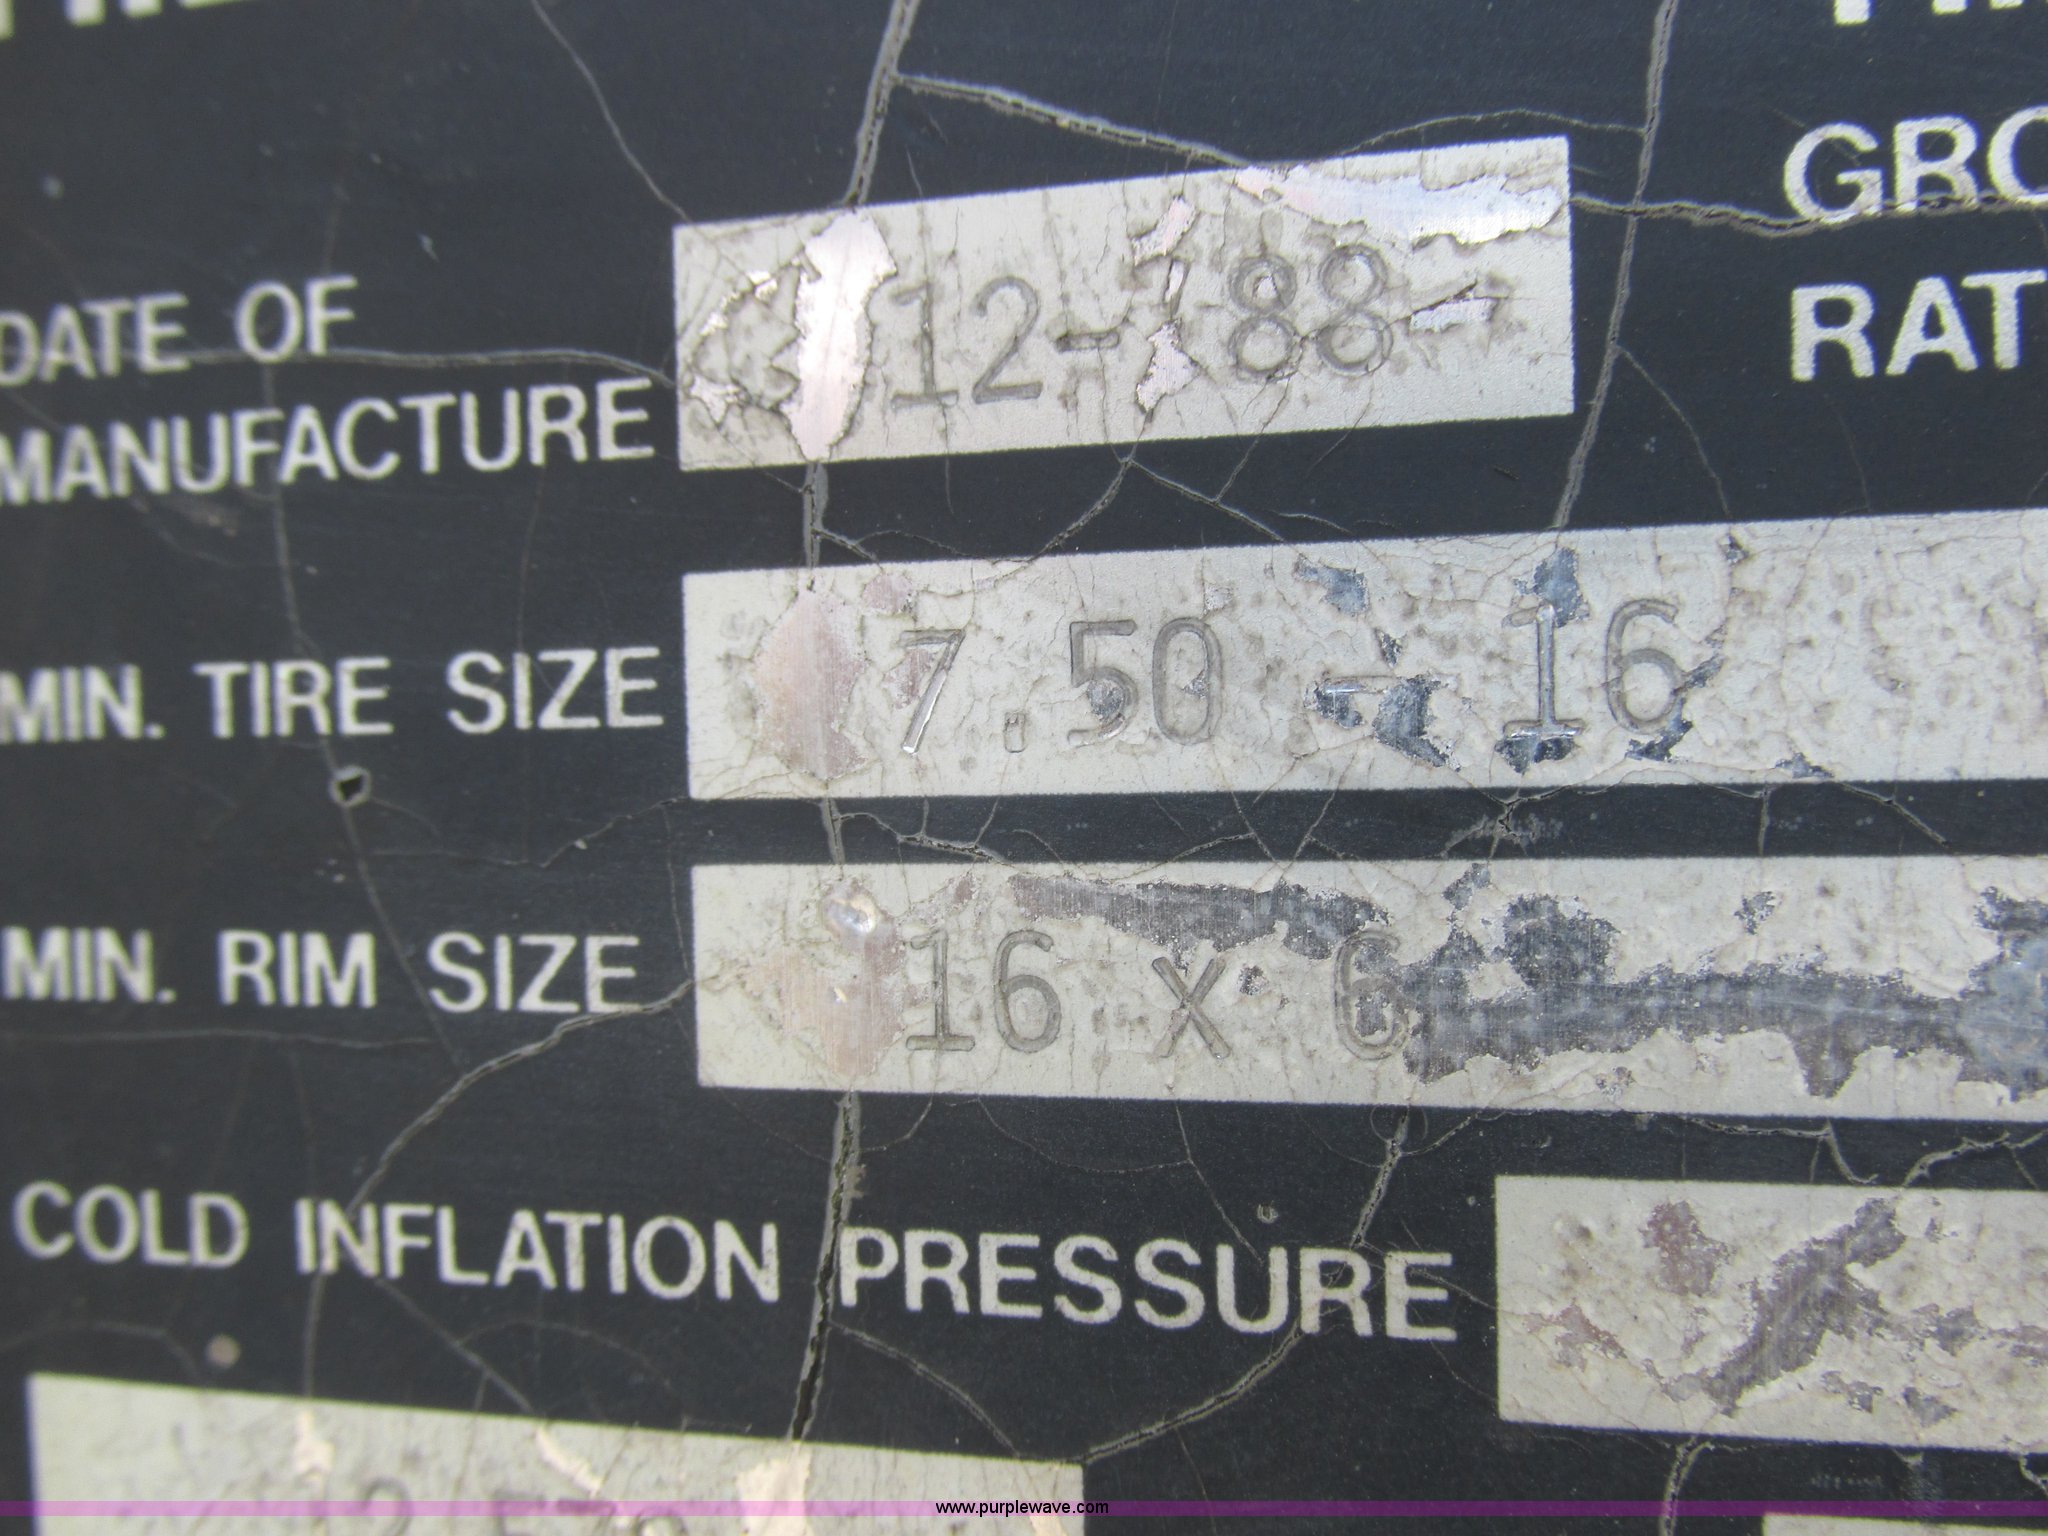 GRO
DATE OF
MANUFACTURE
12- 88
RAT
MIN. TIRE SIZE 7.50 - 16
MIN. RIM SIZE 16 x 6
COLD INFLATION PRESSURE
www.purplewave.com